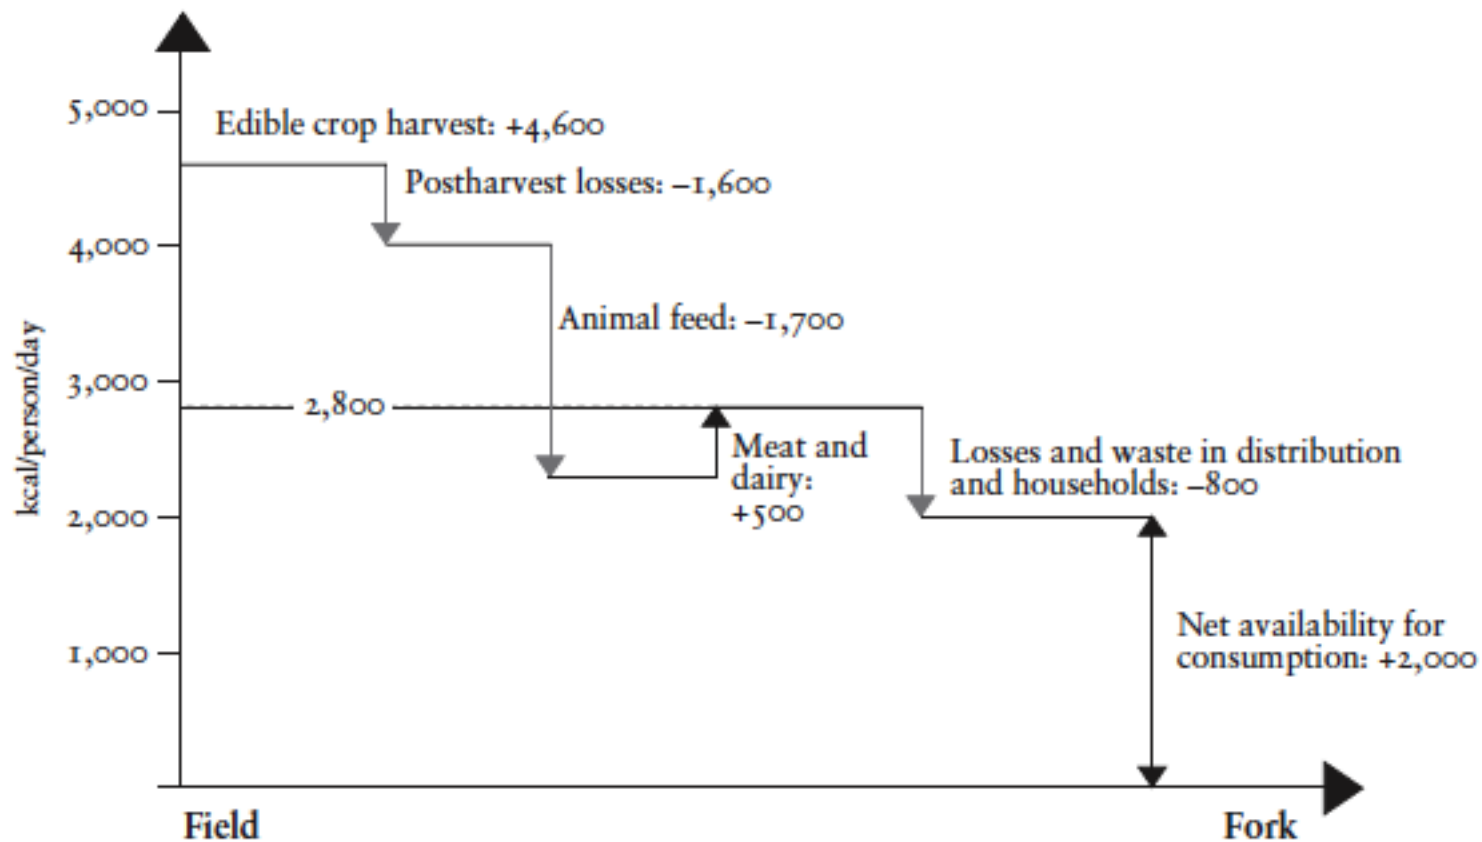 5,000
Edible crop harvest: +4,600
Postharvest losses: –1,600
4,000
Animal feed: –1,700
kcal/person/day
3,000
2,800
Meat and
dairy:
+500
Losses and waste in distribution
and households: –800
2,000
Net availability for
consumption: +2,000
1,000
Field
Fork